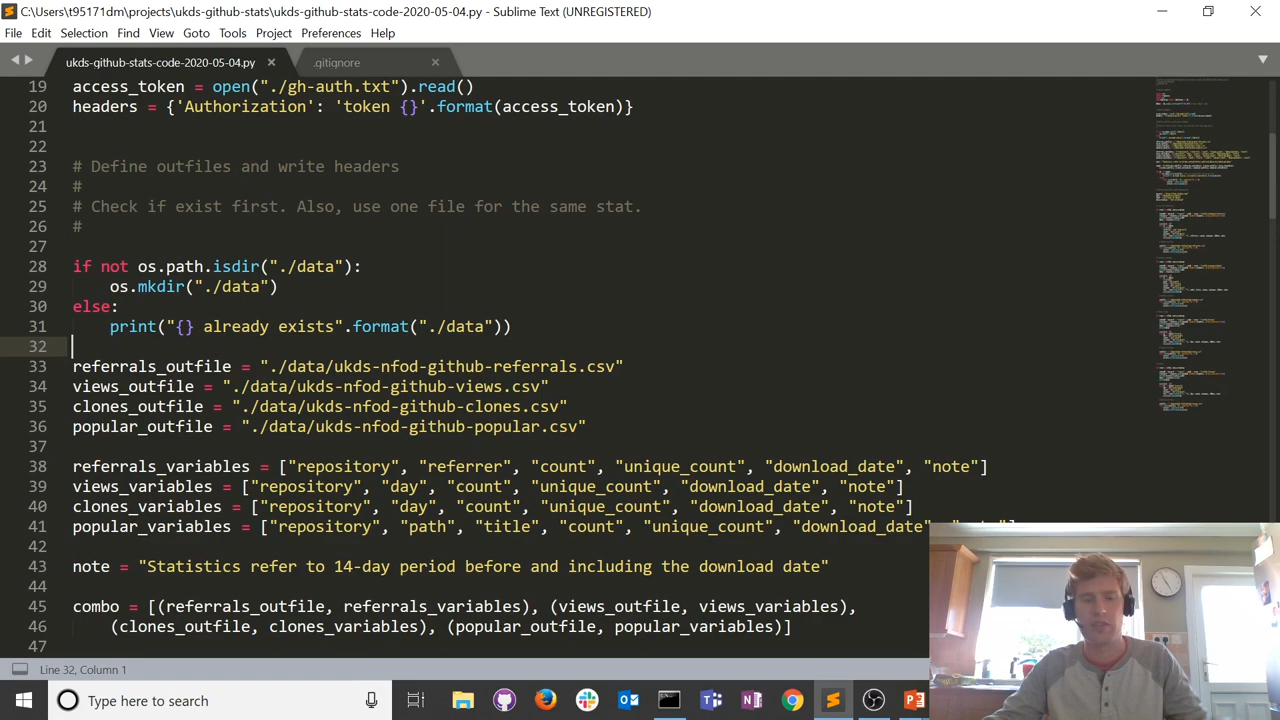 C:\Users\t95171dm\projects\ukds-github-stats\ukds-github-stats-code-2020-05-04.py - Sublime Text (UNREGISTERED)
File Edit Selection Find View Goto Tools Project Preferences Help
ukds-github-stats-code-2020-05-04.py .gitignore
19 access_token = open("./gh-auth.txt").read()
20 headers = {'Authorization': 'token {}'.format(access_token)}
21
22
23 # Define outfiles and write headers
24 #
25 # Check if exist first. Also, use one file for the same stat.
26 #
27
28 if not os.path.isdir("./data"):
29 os.mkdir("./data")
30 else:
31 print("{} already exists".format("./data"))
32
33 referrals_outfile = "./data/ukds-nfod-github-referrals.csv"
34 views_outfile = "./data/ukds-nfod-github-views.csv"
35 clones_outfile = "./data/ukds-nfod-github-clones.csv"
36 popular_outfile = "./data/ukds-nfod-github-popular.csv"
37
38 referrals_variables = ["repository", "referrer", "count", "unique_count", "download_date", "note"]
39 views_variables = ["repository", "day", "count", "unique_count", "download_date", "note"]
40 clones_variables = ["repository", "day", "count", "unique_count", "download_date", "note"]
41 popular_variables = ["repository", "path", "title", "count", "unique_count", "download_date", "note"]
42
43 note = "Statistics refer to 14-day period before and including the download date"
44
45 combo = [(referrals_outfile, referrals_variables), (views_outfile, views_variables),
46 (clones_outfile, clones_variables), (popular_outfile, popular_variables)]
47
Line 32, Column 1
Type here to search